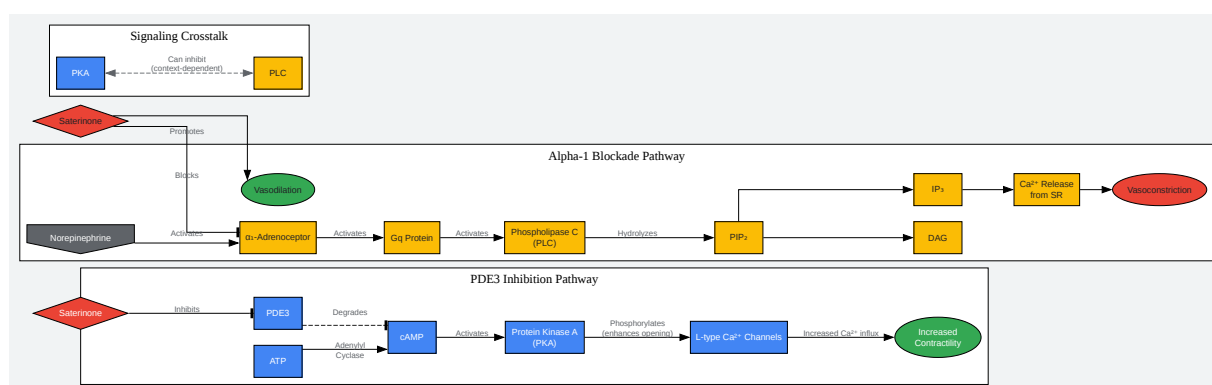 Signaling Crosstalk
PKA
Can inhibit
(context-dependent)
PLC
Saterinone
Promotes
Alpha-1 Blockade Pathway
Blocks
Vasodilation
IP₃
Ca²⁺ Release
from SR
Vasoconstriction
Norepinephrine
Activates
α₁-Adrenoceptor
Activates
Gq Protein
Activates
Phospholipase C
(PLC)
Hydrolyzes
PIP₂
DAG
PDE3 Inhibition Pathway
Saterinone
Inhibits
PDE3
Degrades
ATP
Adenylyl
Cyclase
cAMP
Activates
Protein Kinase A
(PKA)
Phosphorylates
(enhances opening)
L-type Ca²⁺ Channels
Increased Ca²⁺ influx
Increased
Contractility